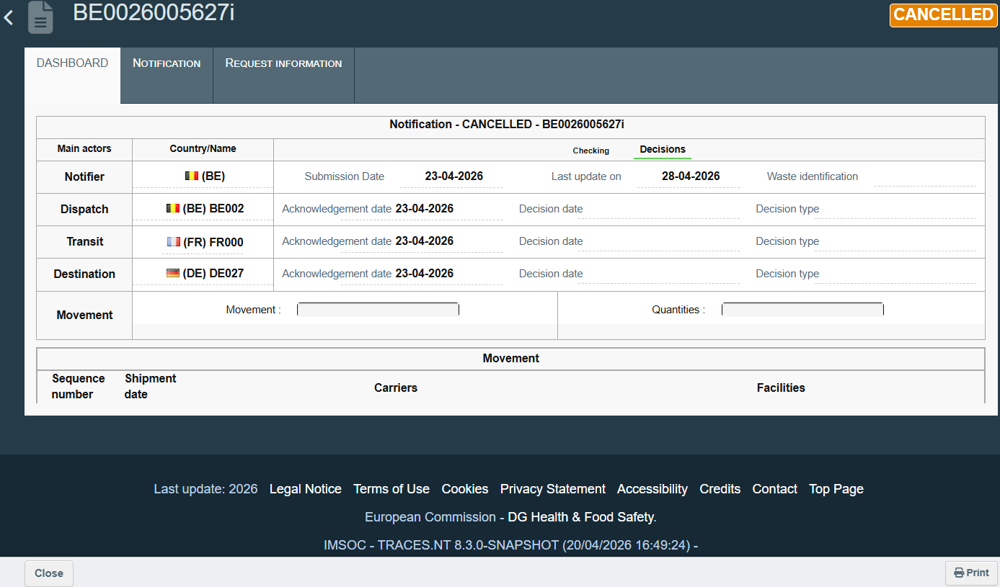 BE0026005627i
CANCELLED
DASHBOARD
NOTIFICATION
REQUEST INFORMATION
Notification - CANCELLED - BE0026005627i
Main actors
Country/Name
Checking
Decisions
Notifier
(BE)
Submission Date
23-04-2026
Last update on
28-04-2026
Waste identification
Dispatch
(BE) BE002
Acknowledgement date 23-04-2026
Decision date
Decision type
Transit
(FR) FR000
Acknowledgement date 23-04-2026
Decision date
Decision type
Destination
(DE) DE027
Acknowledgement date 23-04-2026
Decision date
Decision type
Movement
Movement :
Quantities :
Movement
Sequence number
Shipment date
Carriers
Facilities
Last update: 2026 Legal Notice Terms of Use Cookies Privacy Statement Accessibility Credits Contact Top Page
European Commission - DG Health & Food Safety.
IMSOC - TRACES.NT 8.3.0-SNAPSHOT (20/04/2026 16:49:24) -
Close
Print